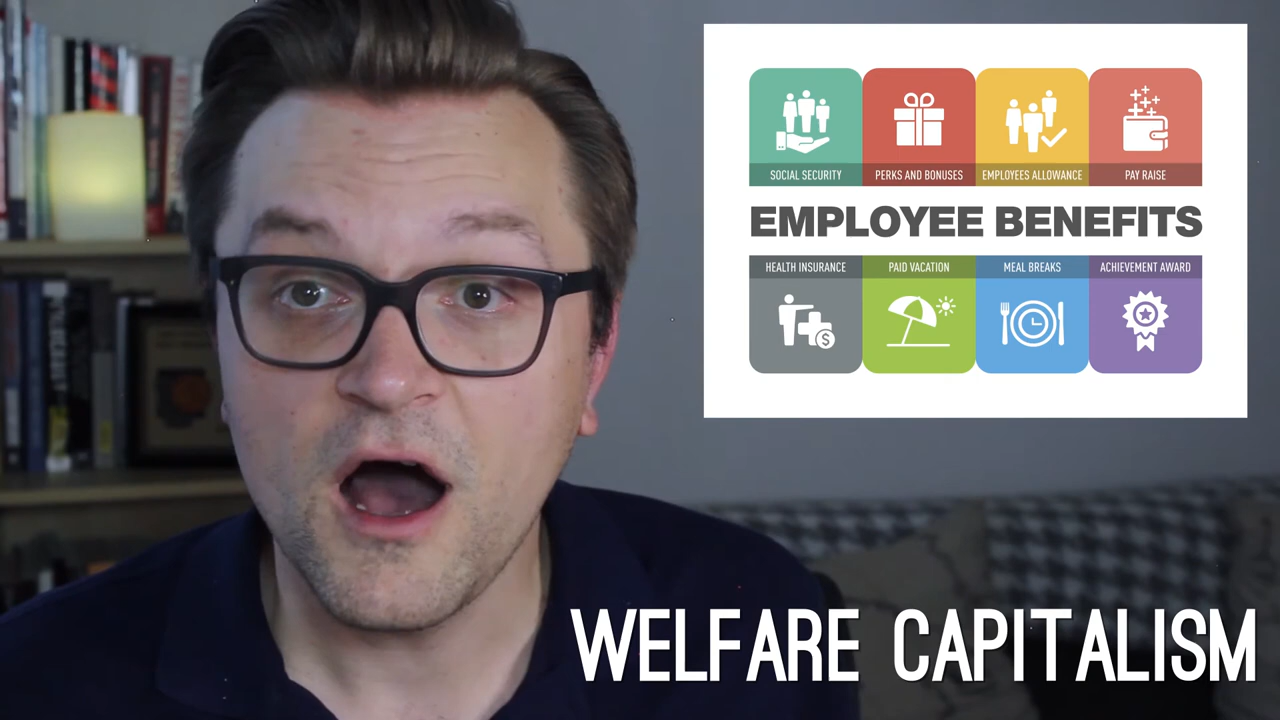 SOCIAL SECURITY
PERKS AND BONUSES
EMPLOYEES ALLOWANCE
PAY RAISE
EMPLOYEE BENEFITS
HEALTH INSURANCE
PAID VACATION
MEAL BREAKS
ACHIEVEMENT AWARD
$
WELFARE CAPITALISM